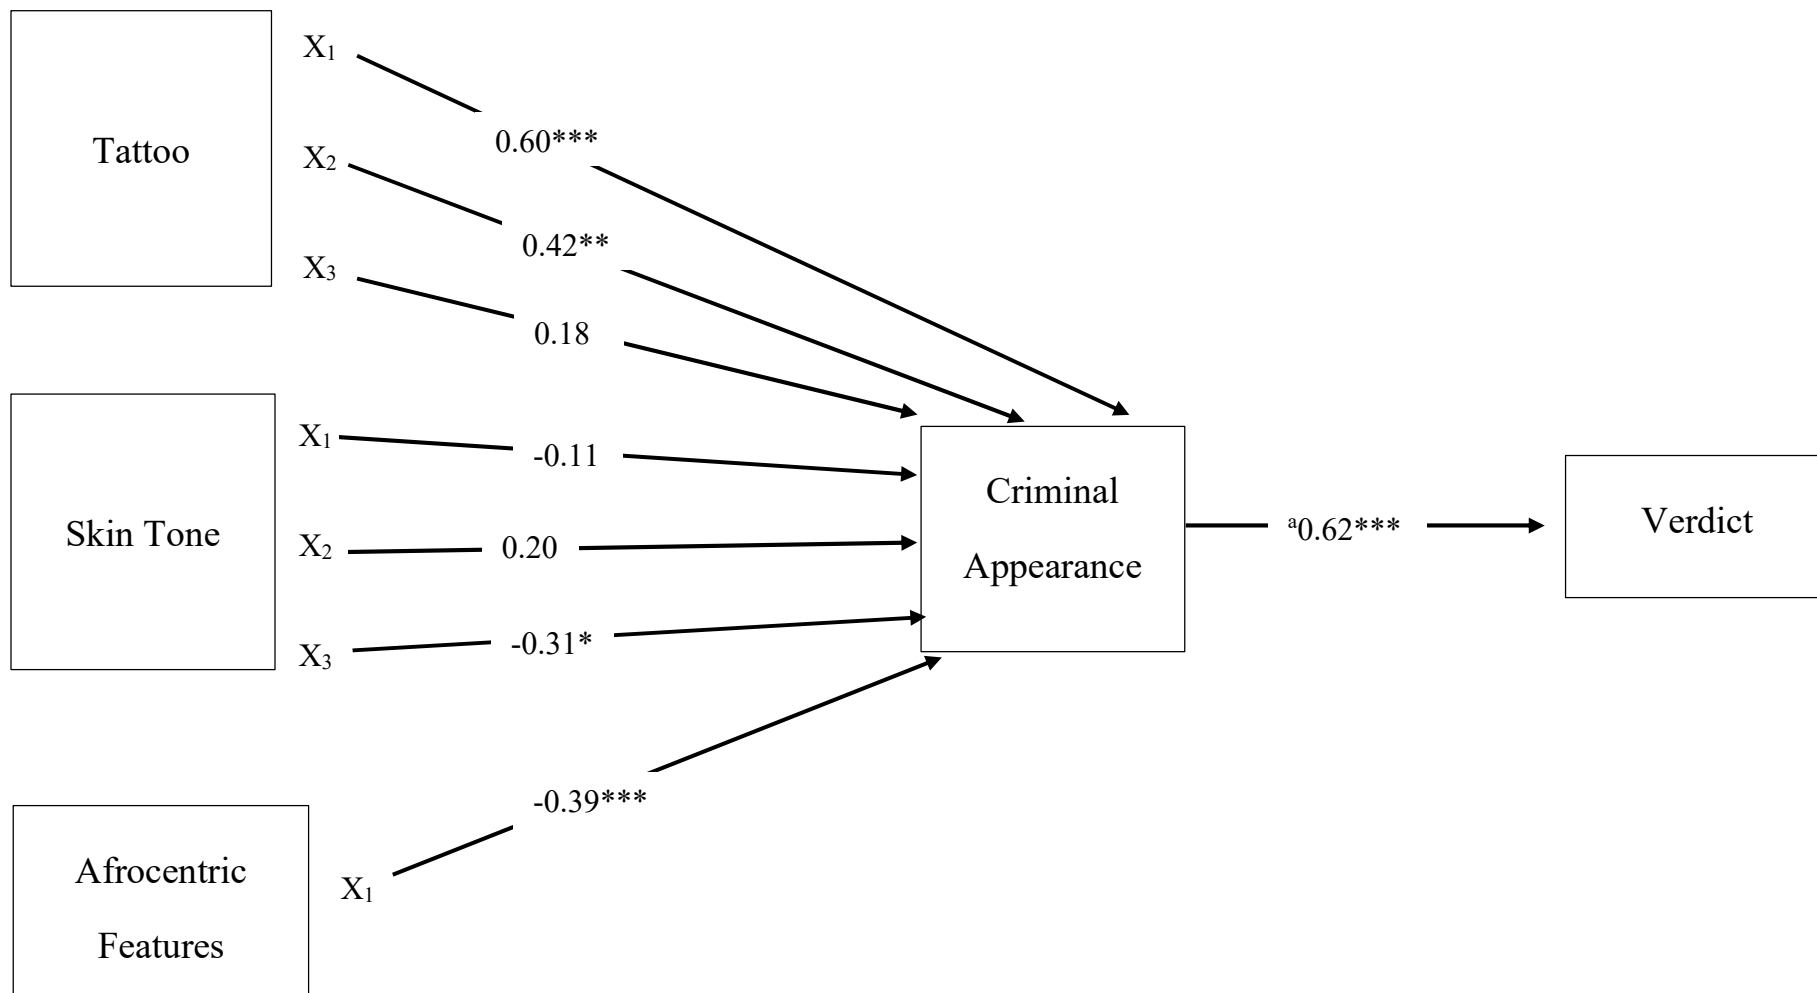 Tattoo
X₁
X₂
X₃
0.60***
0.42**
0.18
Skin Tone
X₁
X₂
X₃
-0.11
0.20
-0.31*
Afrocentric
Features
X₁
-0.39***
Criminal
Appearance
ᵃ0.62***
Verdict